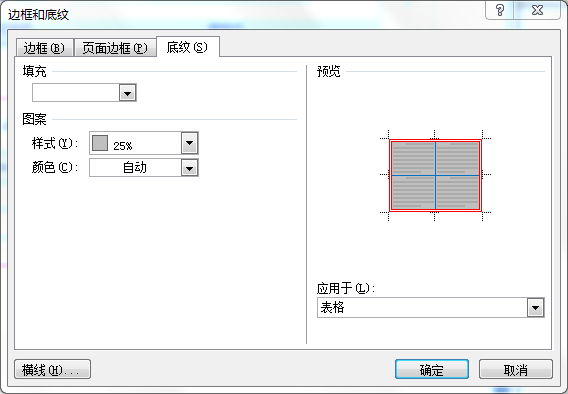 边框和底纹
边框(B) 页面边框(P) 底纹(S)
填充
图案
样式(Y): 25%
颜色(C): 自动
预览
应用于(L):
表格
横线(H)... 确定 取消